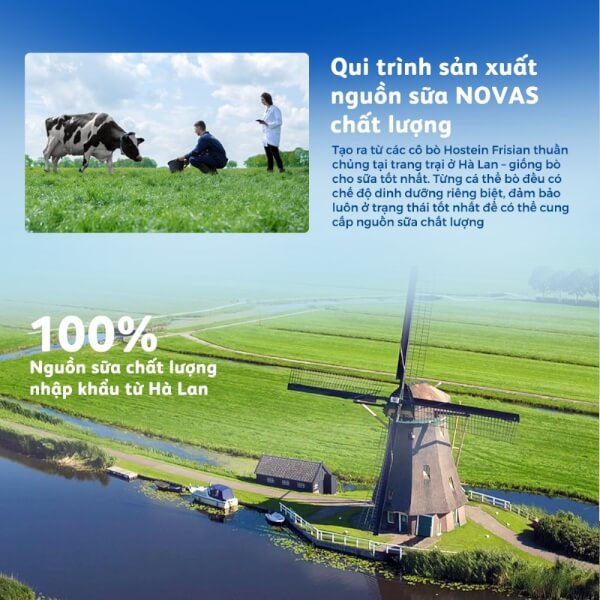 Qui trình sản xuất
nguồn sữa NOVAS
chất lượng
Tạo ra từ các cô bò Hostein Frisian thuần
chủng tại trang trại ở Hà Lan – giống bò
cho sữa tốt nhất. Từng cá thể bò đều có
chế độ dinh dưỡng riêng biệt, đảm bảo
luôn ở trạng thái tốt nhất để có thể cung
cấp nguồn sữa chất lượng
100%
Nguồn sữa chất lượng
nhập khẩu từ Hà Lan